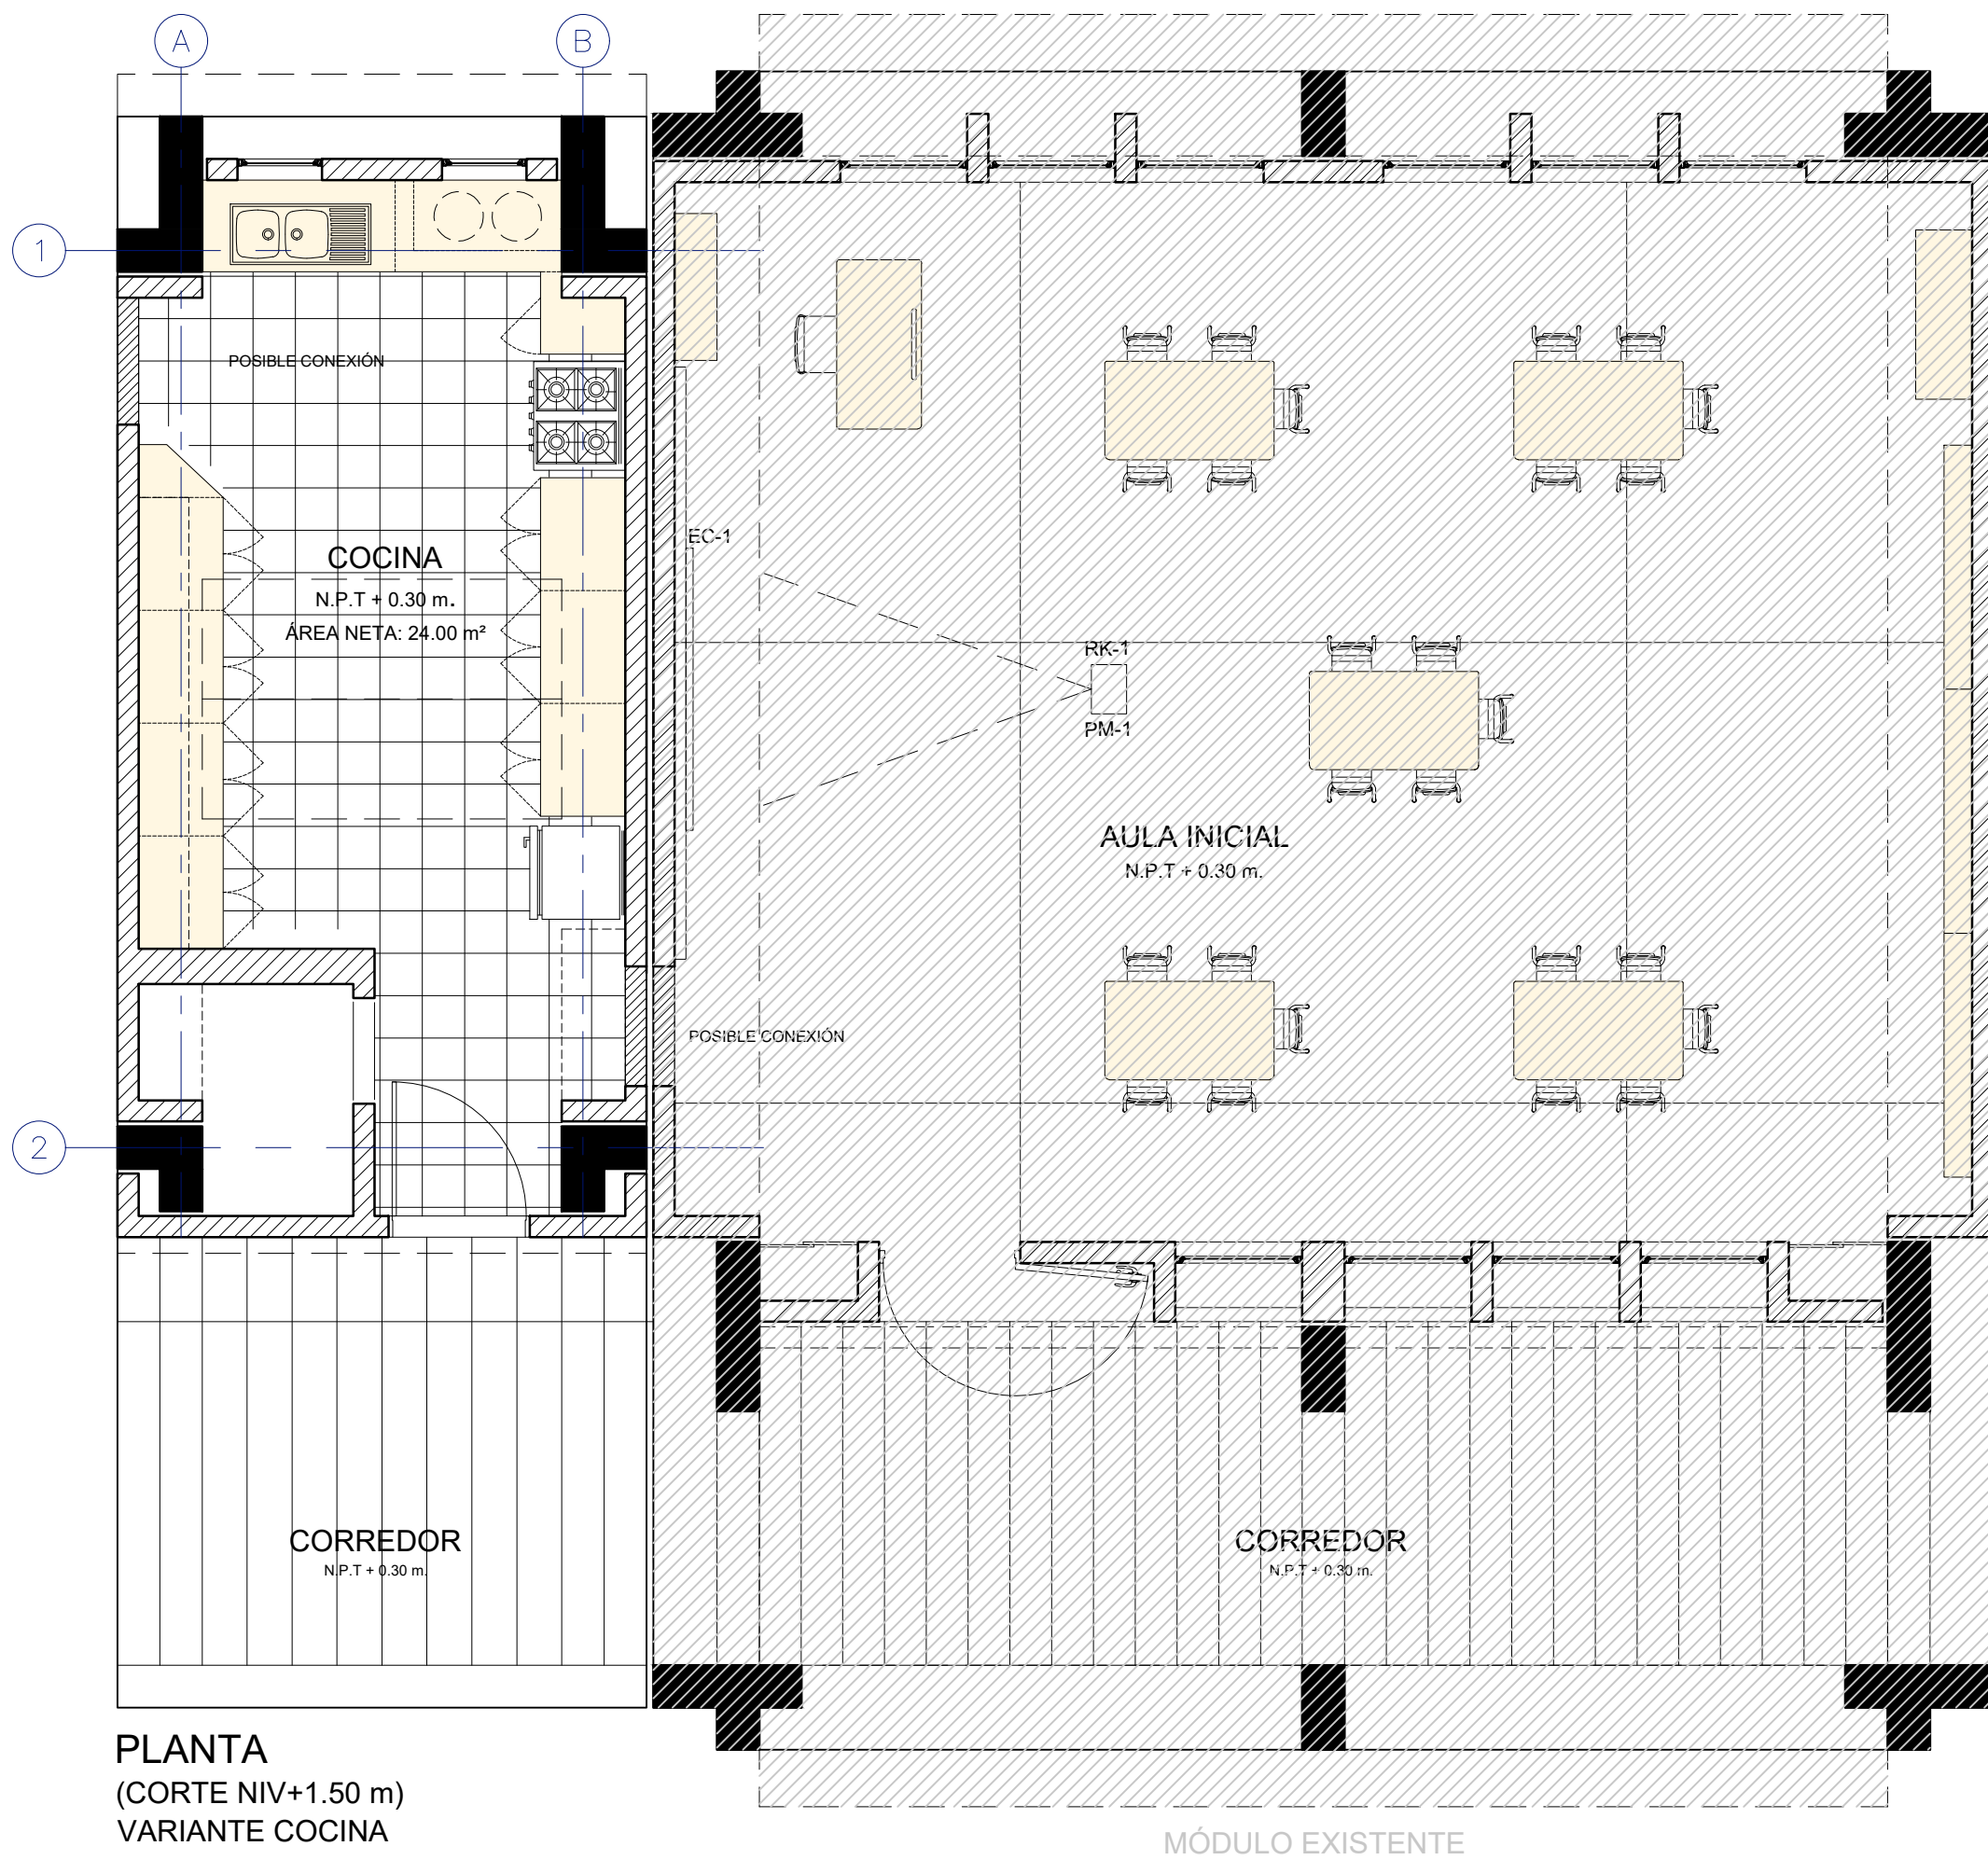 A
B
1
POSIBLE CONEXIÓN
EC-1
COCINA
N.P.T + 0.30 m.
ÁREA NETA: 24.00 m²
RK-1
PM-1
AULA INICIAL
N.P.T + 0.30 m.
POSIBLE CONEXIÓN
2
CORREDOR
N.P.T + 0.30 m.
CORREDOR
N.P.T + 0.30 m.
PLANTA
(CORTE NIV+1.50 m)
VARIANTE COCINA
MÓDULO EXISTENTE